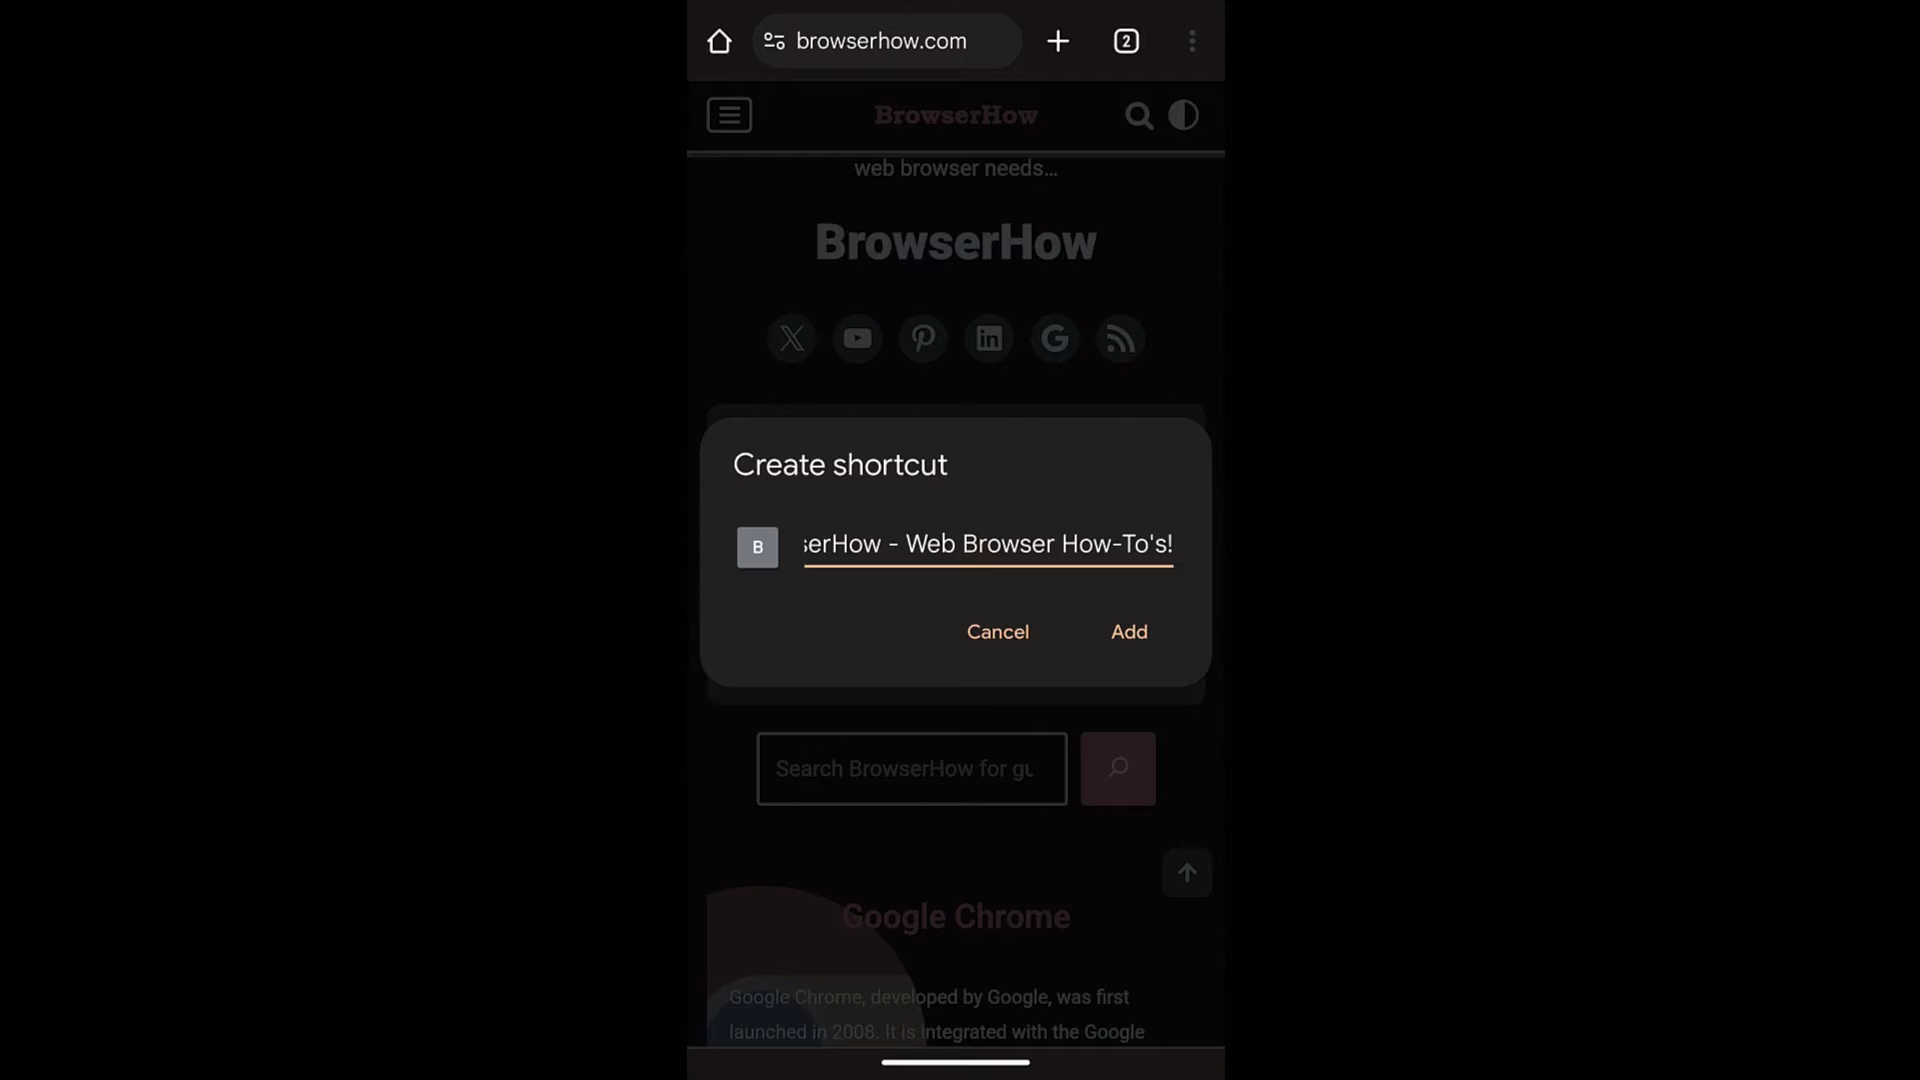 browserhow.com
2
BrowserHow
web browser needs...
BrowserHow
Create shortcut
B
serHow - Web Browser How-To's!
Cancel
Add
Search BrowserHow for gu
Google Chrome
Google Chrome, developed by Google, was first
launched in 2008. It is integrated with the Google